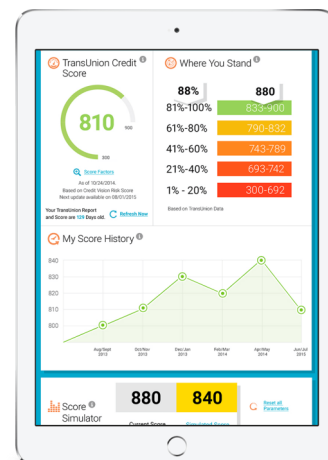 TransUnion Credit
Score
810
900
300
Score Factors
As of 10/24/2014.
Based on Credit Vision Risk Score
Next update available on 08/01/2015
Your TransUnion Report
and Score are 129 Days old.
Refresh Now
Where You Stand
88% 880
81%-100% 833-900
61%-80% 790-832
41%-60% 743-789
21%-40% 693-742
1% - 20% 300-692
Based on TransUnion Data
My Score History
840
830
820
810
800
Aug/Sept
2013
Oct/Nov
2013
Dec/Jan
2013
Feb/Mar
2014
Apr/May
2014
Jun/Jul
2015
Score
Simulator
880
840
Current Score
Simulated Score
Reset all
Parameters